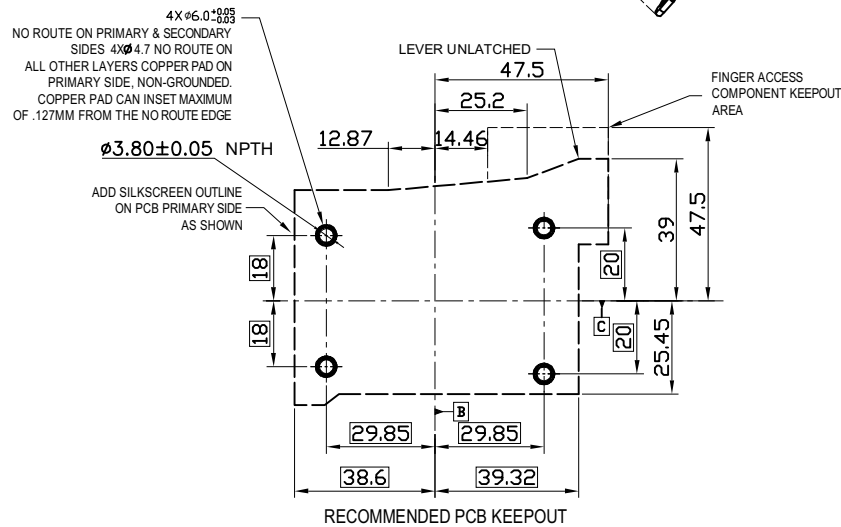 4X ⌀6.0 +0.05 -0.03
NO ROUTE ON PRIMARY & SECONDARY
SIDES 4X⌀4.7 NO ROUTE ON
ALL OTHER LAYERS COPPER PAD ON
PRIMARY SIDE, NON-GROUNDED.
COPPER PAD CAN INSET MAXIMUM
OF .127MM FROM THE NO ROUTE EDGE
⌀3.80±0.05 NPTH
ADD SILKSCREEN OUTLINE
ON PCB PRIMARY SIDE
AS SHOWN
LEVER UNLATCHED
47.5
25.2
12.87
14.46
FINGER ACCESS
COMPONENT KEEPOUT
AREA
39
47.5
18
20
18
20
C
25.45
B
29.85
29.85
38.6
39.32
RECOMMENDED PCB KEEPOUT